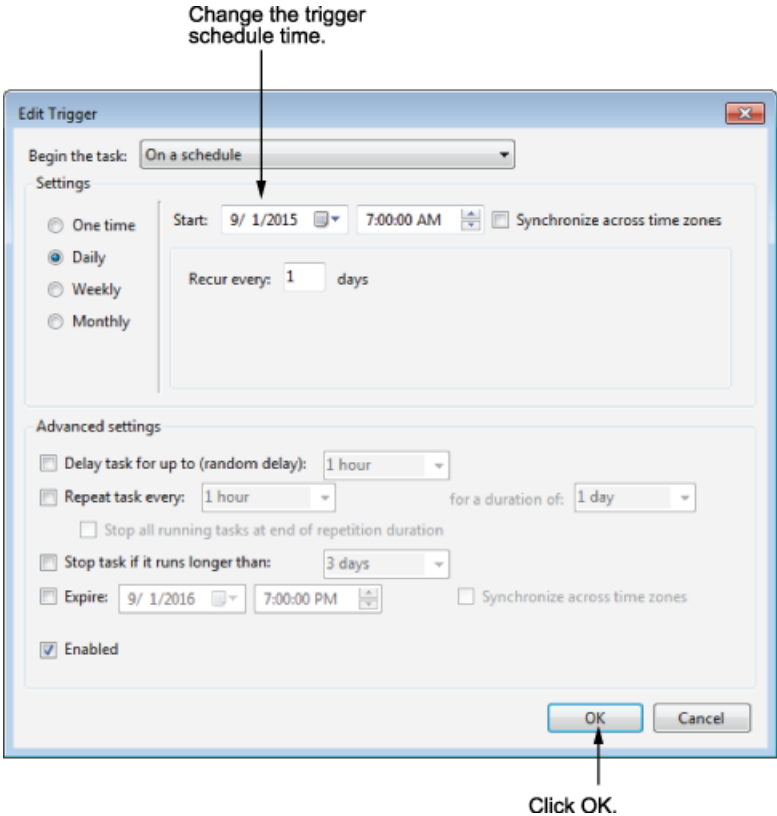 Change the trigger
schedule time.
Edit Trigger
Begin the task: On a schedule
Settings
One time
Start: 9/ 1/2015 7:00:00 AM Synchronize across time zones
Daily
Recur every: 1 days
Weekly
Monthly
Advanced settings
Delay task for up to (random delay): 1 hour
Repeat task every: 1 hour for a duration of: 1 day
Stop all running tasks at end of repetition duration
Stop task if it runs longer than: 3 days
Expire: 9/ 1/2016 7:00:00 PM Synchronize across time zones
Enabled
OK Cancel
Click OK.